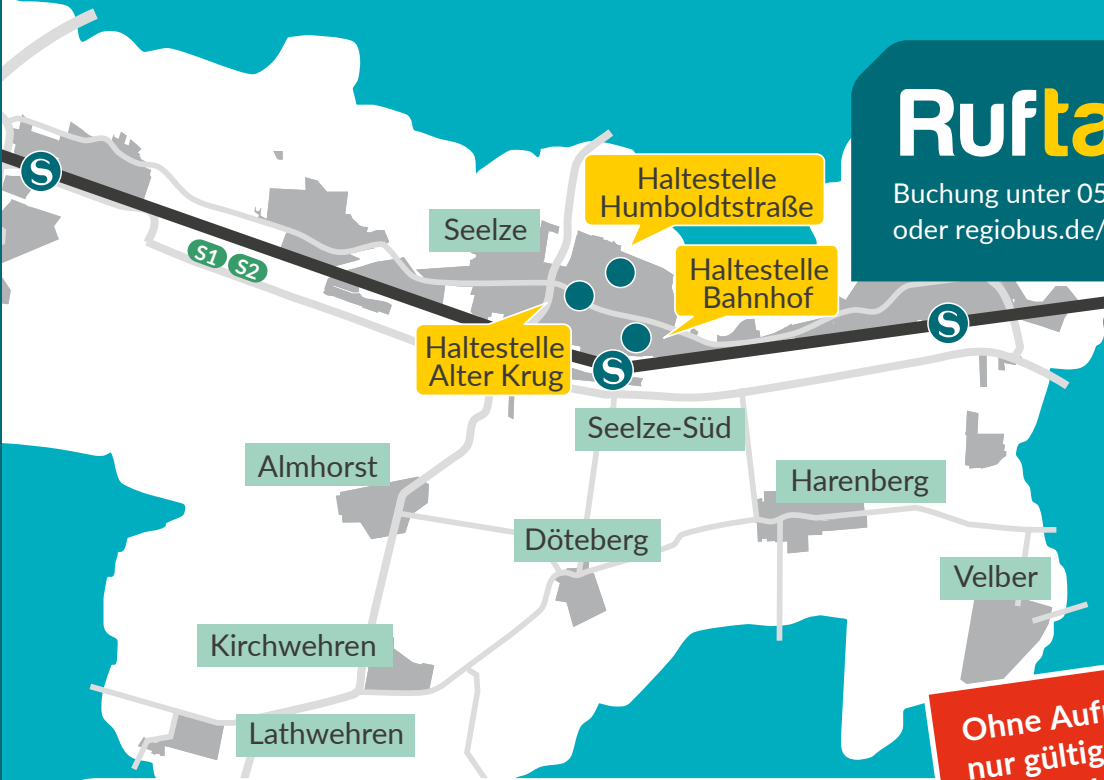 Rufta
Buchung unter 05
oder regiobus.de/
S
S1
S2
Seelze
Haltestelle
Humboldtstraße
Haltestelle
Bahnhof
Haltestelle
Alter Krug
S
S
Seelze-Süd
Almhorst
Harenberg
Döteberg
Velber
Kirchwehren
Lathwehren
Ohne Auf
nur gültig